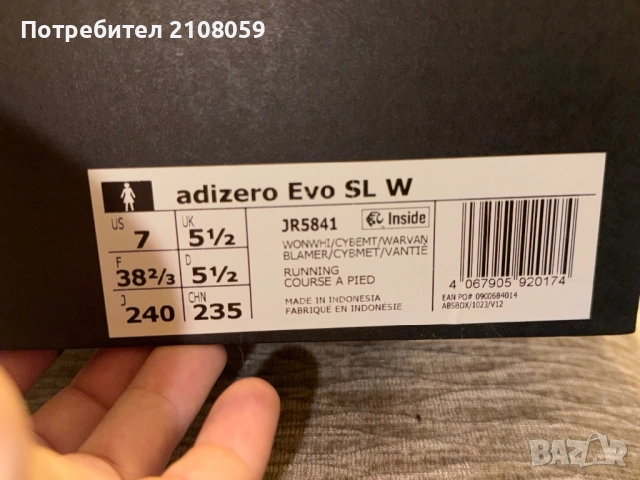 Потребител 2108059
adizero Evo SL W
US 7 UK 5½
F 38⅔ D 5½
J 240 CHN 235
JR5841
Inside
WONWHI/CYBEMT/WARVAN
BLAMER/CYBMET/VANTIÈ
RUNNING
COURSE A PIED
MADE IN INDONESIA
FABRIQUE EN INDONESIE
4 067905 920174
EAN PO# 0900684014
ABSBOX/1023/V12
BAZAR